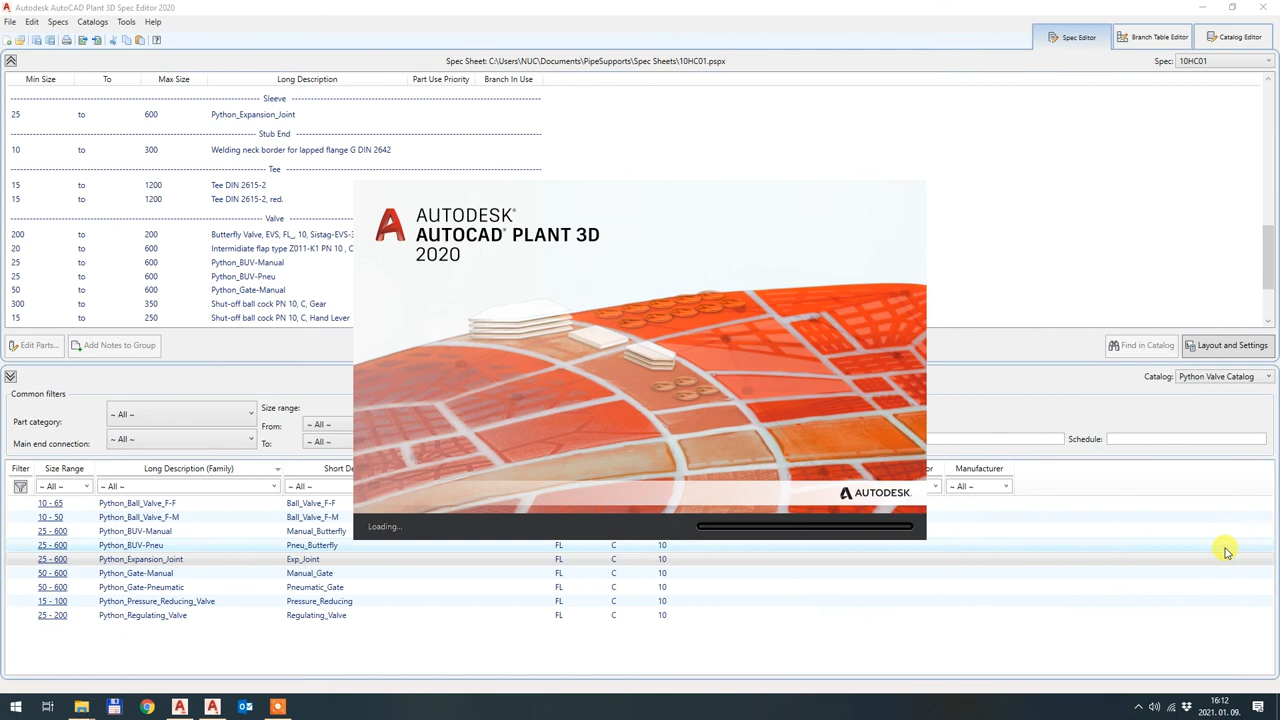 Autodesk AutoCAD Plant 3D Spec Editor 2020
File Edit Specs Catalogs Tools Help
Spec Editor Branch Table Editor Catalog Editor
Spec Sheet: C:\Users\NUC\Documents\PipeSupports\Spec Sheets\10HC01.pspx Spec: 10HC01
Min Size To Max Size Long Description Part Use Priority Branch In Use
Sleeve
25 to 600 Python_Expansion_Joint
Stub End
10 to 300 Welding neck border for lapped flange G DIN 2642
Tee
15 to 1200 Tee DIN 2615-2
15 to 1200 Tee DIN 2615-2, red.
Valve
200 to 200 Butterfly Valve, EVS, FL_, 10, Sistag-EVS-3
20 to 600 Intermidiate flap type Z011-K1 PN 10 , C
25 to 600 Python_BUV-Manual
25 to 600 Python_BUV-Pneu
50 to 600 Python_Gate-Manual
300 to 350 Shut-off ball cock PN 10, C, Gear
15 to 250 Shut-off ball cock PN 10, C, Hand Lever
AUTODESK®
AUTOCAD® PLANT 3D
2020
AUTODESK.
Loading...
Edit Parts... Add Notes to Group Find in Catalog Layout and Settings
Catalog: Python Valve Catalog
Common filters
Part category: ~ All ~ Size range:
From: ~ All ~
Main end connection: ~ All ~ To: ~ All ~ Schedule:
Filter Size Range Long Description (Family) Short De Manufacturer
~ All ~ ~ All ~ ~ All ~ ~ All ~
10 - 65 Python_Ball_Valve_F-F Ball_Valve_F-F
10 - 50 Python_Ball_Valve_F-M Ball_Valve_F-M
25 - 600 Python_BUV-Manual Manual_Butterfly
25 - 600 Python_BUV-Pneu Pneu_Butterfly FL C 10
25 - 600 Python_Expansion_Joint Exp_Joint FL C 10
50 - 600 Python_Gate-Manual Manual_Gate FL C 10
50 - 600 Python_Gate-Pneumatic Pneumatic_Gate FL C 10
15 - 100 Python_Pressure_Reducing_Valve Pressure_Reducing FL C 10
25 - 200 Python_Regulating_Valve Regulating_Valve FL C 10
16:12
2021. 01. 09.